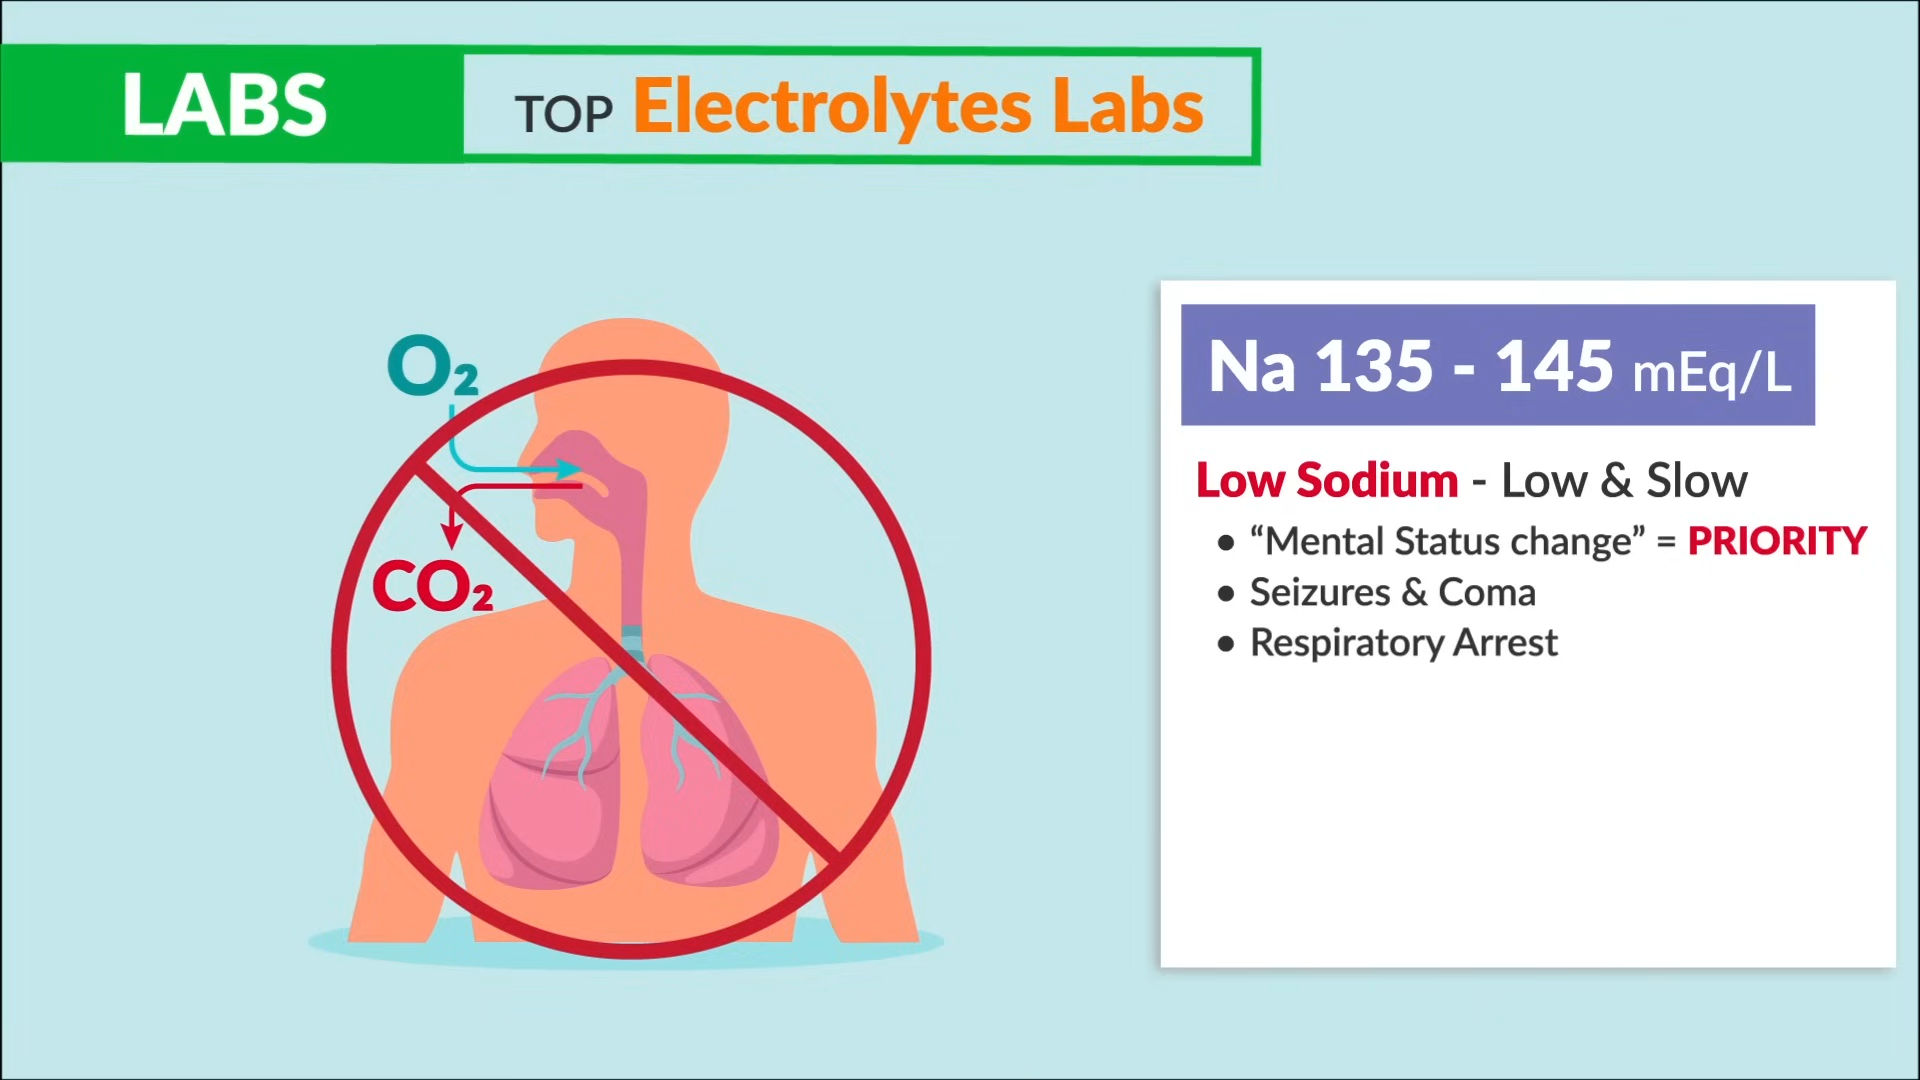 LABS
TOP Electrolytes Labs
O₂
CO₂
Na 135 - 145 mEq/L
Low Sodium - Low & Slow
• “Mental Status change” = PRIORITY
• Seizures & Coma
• Respiratory Arrest